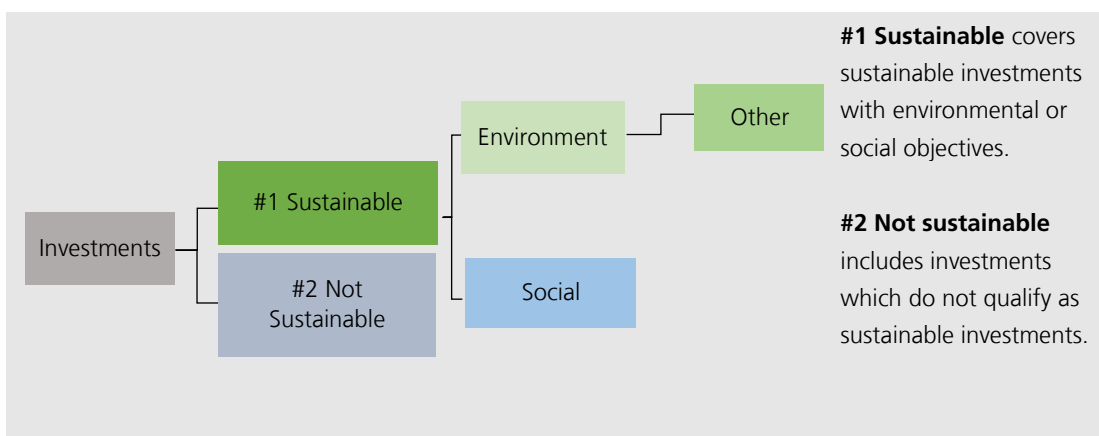 Investments
#1 Sustainable
#2 Not
Sustainable
Environment
Social
Other
#1 Sustainable covers
sustainable investments
with environmental or
social objectives.
#2 Not sustainable
includes investments
which do not qualify as
sustainable investments.